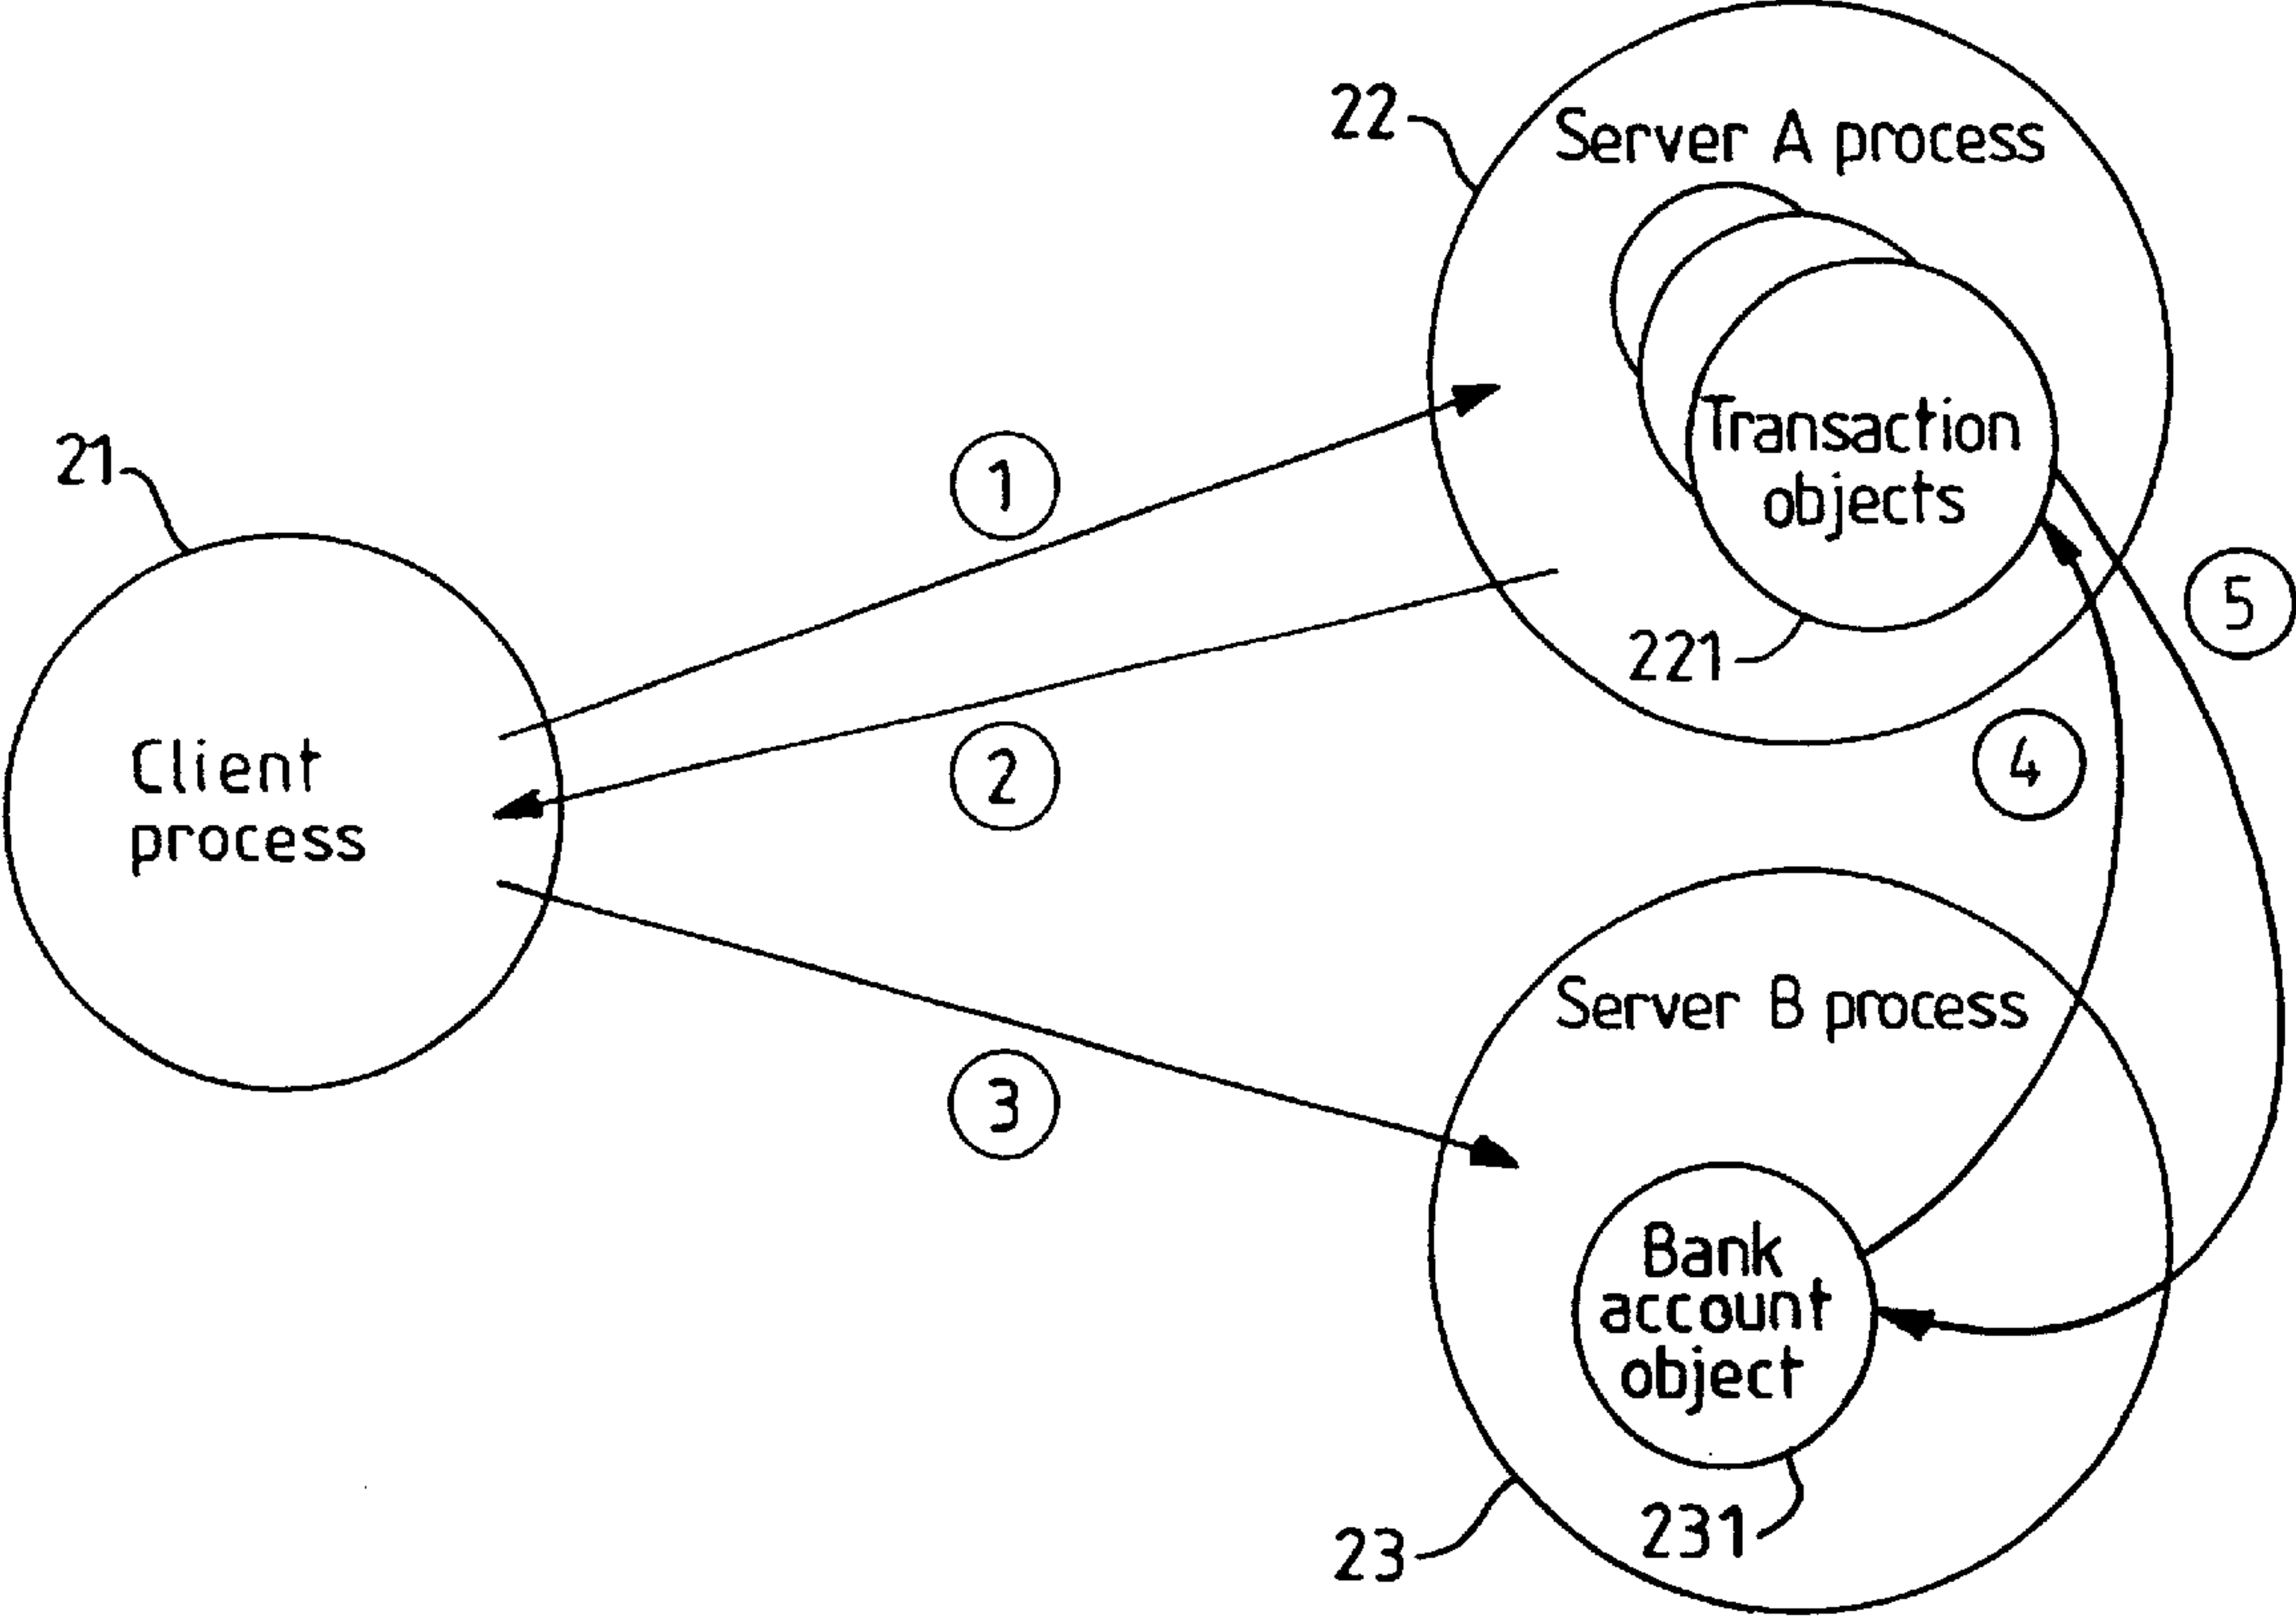 22
Server A process
Transaction
objects
221
21
Client
process
1
2
3
4
5
Server B process
Bank
account
object
231
23